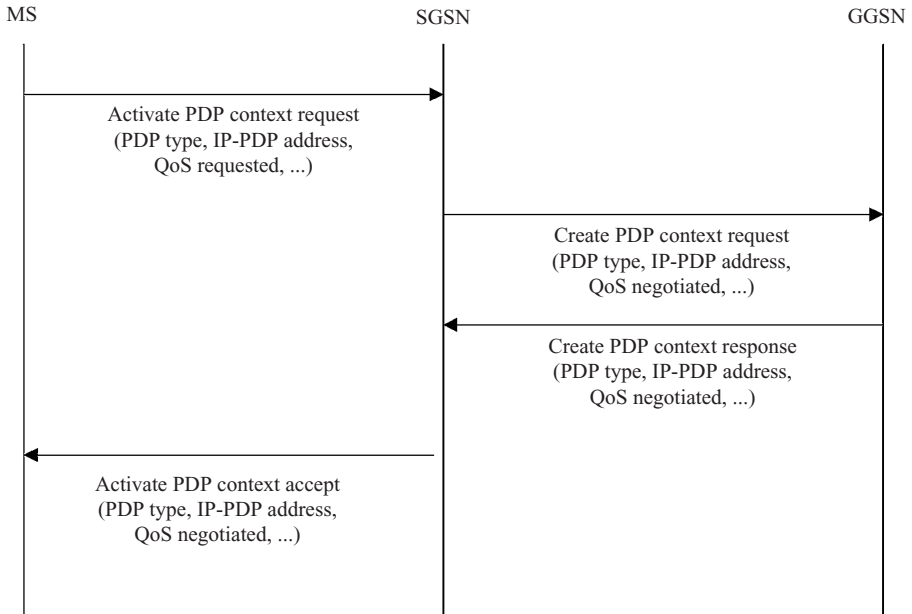 MS
SGSN
GGSN
Activate PDP context request
(PDP type, IP-PDP address,
QoS requested, ...)
Create PDP context request
(PDP type, IP-PDP address,
QoS negotiated, ...)
Create PDP context response
(PDP type, IP-PDP address,
QoS negotiated, ...)
Activate PDP context accept
(PDP type, IP-PDP address,
QoS negotiated, ...)